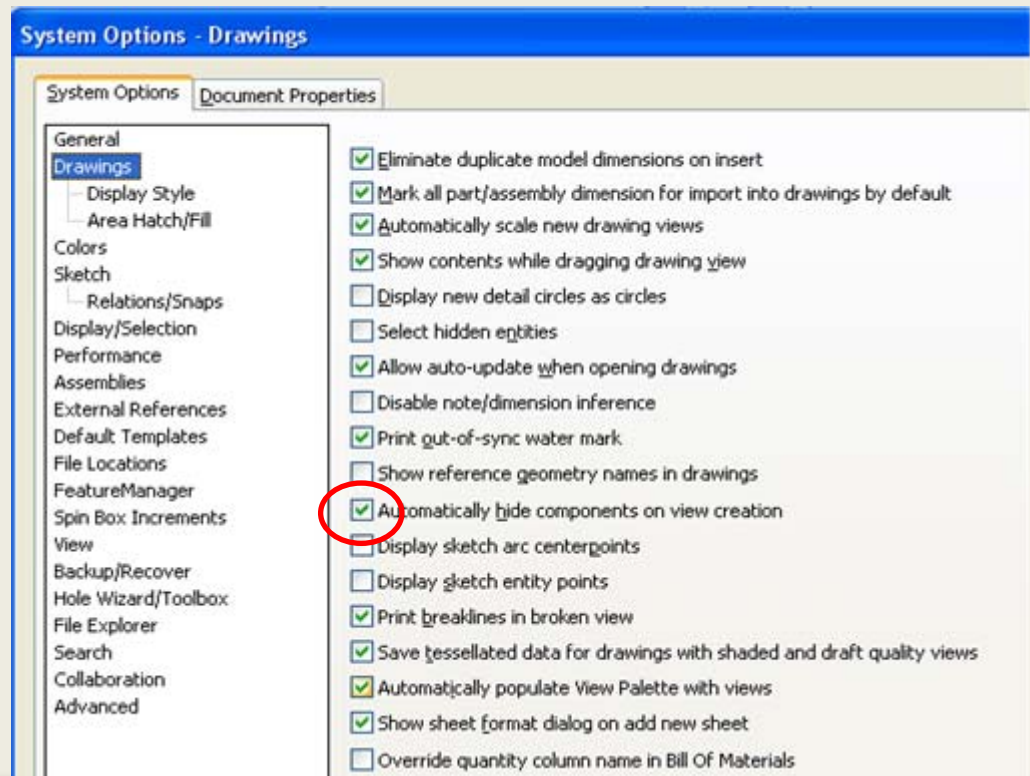 System Options - Drawings
System Options
Document Properties
General
Drawings
Display Style
Area Hatch/Fill
Colors
Sketch
Relations/Snaps
Display/Selection
Performance
Assemblies
External References
Default Templates
File Locations
FeatureManager
Spin Box Increments
View
Backup/Recover
Hole Wizard/Toolbox
File Explorer
Search
Collaboration
Advanced
Eliminate duplicate model dimensions on insert
Mark all part/assembly dimension for import into drawings by default
Automatically scale new drawing views
Show contents while dragging drawing view
Display new detail circles as circles
Select hidden entities
Allow auto-update when opening drawings
Disable note/dimension inference
Print out-of-sync water mark
Show reference geometry names in drawings
Automatically hide components on view creation
Display sketch arc centerpoints
Display sketch entity points
Print breaklines in broken view
Save tessellated data for drawings with shaded and draft quality views
Automatically populate View Palette with views
Show sheet format dialog on add new sheet
Override quantity column name in Bill Of Materials